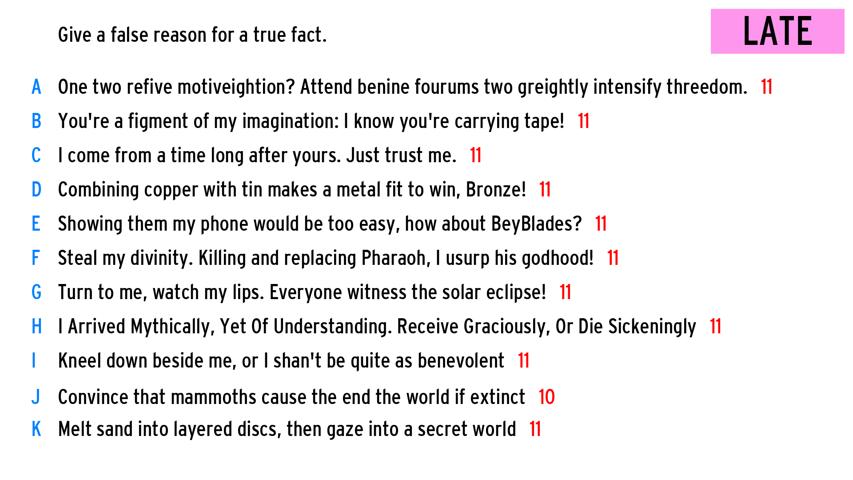 Give a false reason for a true fact.
LATE
A One two refive motiveightion? Attend benine fourums two greightly intensify threedom. 11
B You're a figment of my imagination: I know you're carrying tape! 11
C I come from a time long after yours. Just trust me. 11
D Combining copper with tin makes a metal fit to win, Bronze! 11
E Showing them my phone would be too easy, how about BeyBlades? 11
F Steal my divinity. Killing and replacing Pharaoh, I usurp his godhood! 11
G Turn to me, watch my lips. Everyone witness the solar eclipse! 11
H I Arrived Mythically, Yet Of Understanding. Receive Graciously, Or Die Sickeningly 11
I Kneel down beside me, or I shan't be quite as benevolent 11
J Convince that mammoths cause the end the world if extinct 10
K Melt sand into layered discs, then gaze into a secret world 11